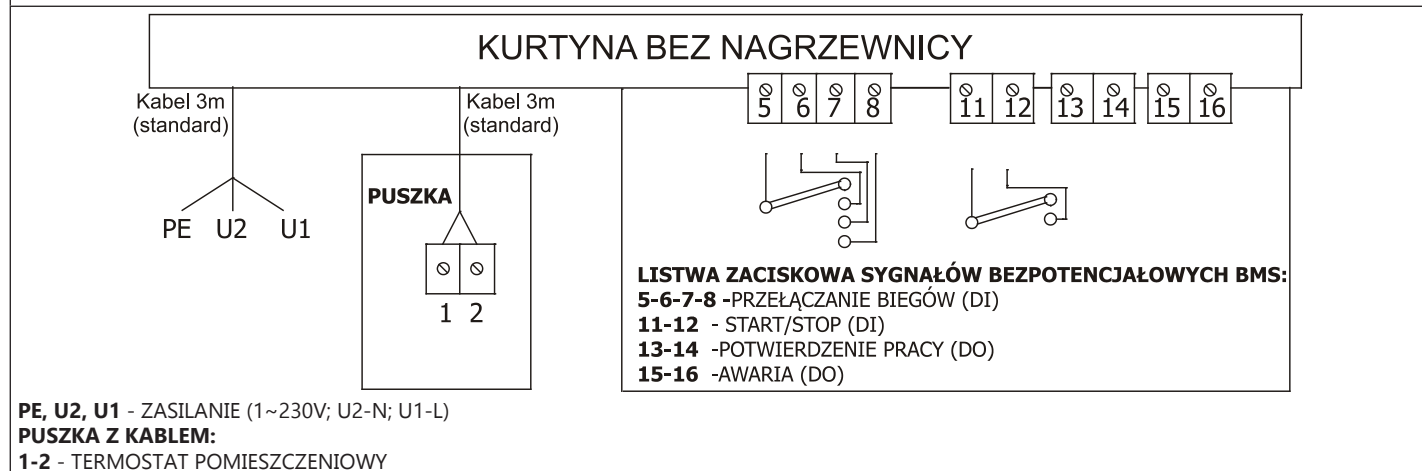 KURTYNA BEZ NAGRZEWNICY
5 6 7 8 11 12 13 14 15 16
Kabel 3m
(standard)
Kabel 3m
(standard)
PUSZKA
PE U2 U1
1 2
LISTWA ZACISKOWA SYGNAŁÓW BEZPOTENCJAŁOWYCH BMS:
5-6-7-8 -PRZEŁĄCZANIE BIEGÓW (DI)
11-12 - START/STOP (DI)
13-14 -POTWIERDZENIE PRACY (DO)
15-16 -AWARIA (DO)
PE, U2, U1 - ZASILANIE (1~230V; U2-N; U1-L)
PUSZKA Z KABLEM:
1-2 - TERMOSTAT POMIESZCZENIOWY